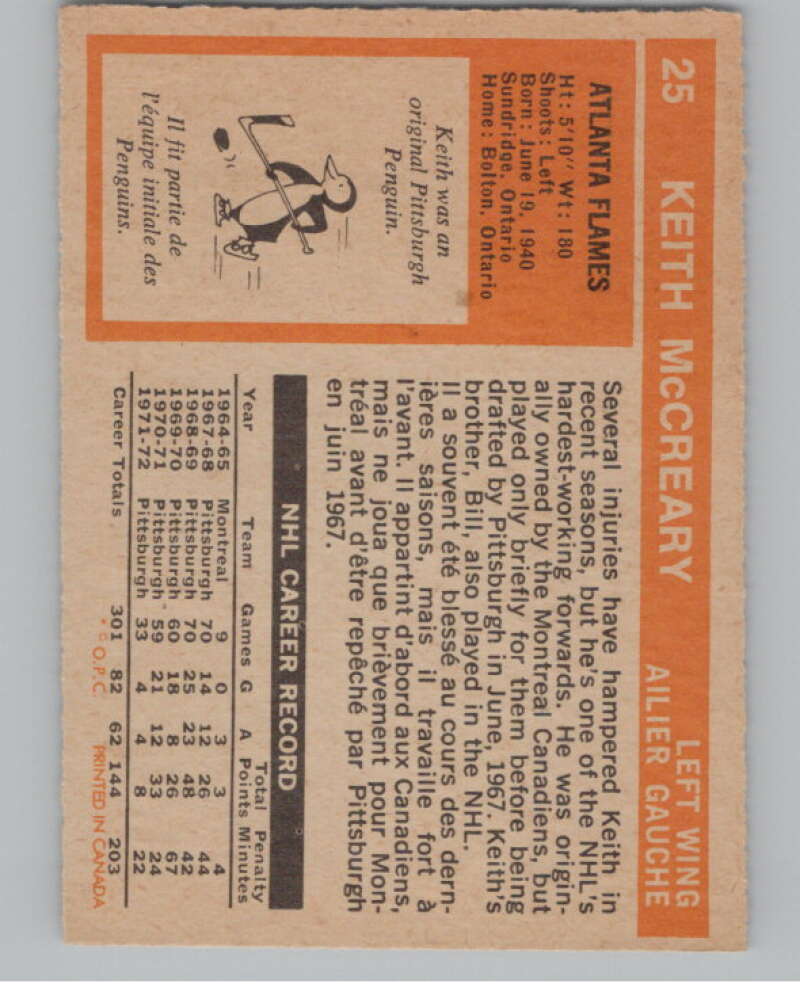 25 KEITH McCREARY LEFT WING
AILIER GAUCHE
ATLANTA FLAMES
Ht: 5'10" Wt: 180
Shoots: Left
Born: June 19, 1940
Sundridge, Ontario
Home: Bolton, Ontario
Keith was an
original Pittsburgh
Penguin.
Il fit partie de
l'équipe initiale des
Penguins.
Several injuries have hampered Keith in
recent seasons, but he's one of the NHL's
hardest-working forwards. He was origin-
ally owned by the Montreal Canadiens, but
played only briefly for them before being
drafted by Pittsburgh in June, 1967. Keith's
brother, Bill, also played in the NHL.
Il a souvent été blessé au cours des dern-
ières saisons, mais il travaille fort à
l'avant. Il appartint d'abord aux Canadiens,
mais ne joua que brièvement pour Mon-
tréal avant d'être repêché par Pittsburgh
en juin 1967.
NHL CAREER RECORD
Total Penalty
Year Team Games G A Points Minutes
1964-65 Montreal 9 0 3 3 4
1967-68 Pittsburgh 70 14 12 26 44
1968-69 Pittsburgh 70 25 23 48 42
1969-70 Pittsburgh 60 18 8 26 67
1970-71 Pittsburgh 59 21 12 33 24
1971-72 Pittsburgh 33 4 4 8 22
Career Totals 301 82 62 144 203
* © O.P.C. PRINTED IN CANADA